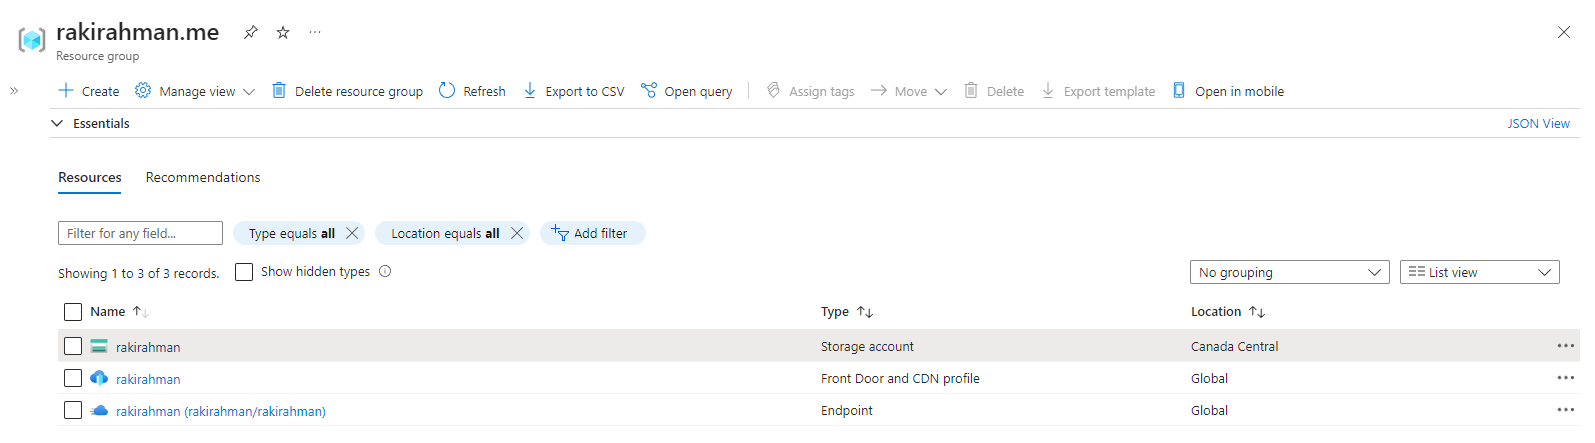 rakirahman.me
Resource group
Create Manage view Delete resource group Refresh Export to CSV Open query Assign tags Move Delete Export template Open in mobile
Essentials JSON View
Resources Recommendations
Filter for any field... Type equals all Location equals all Add filter
Showing 1 to 3 of 3 records. Show hidden types No grouping List view
Name Type Location
rakirahman Storage account Canada Central
rakirahman Front Door and CDN profile Global
rakirahman (rakirahman/rakirahman) Endpoint Global